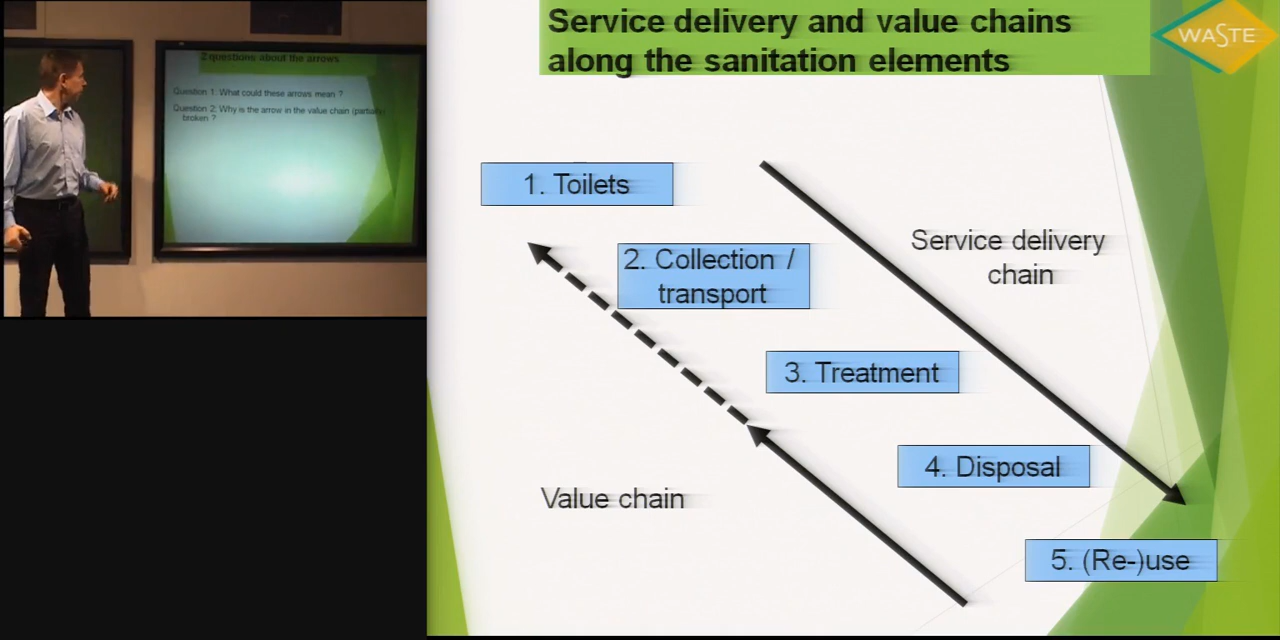 2 questions about the arrows
Question 1: What could these arrows mean ?
Question 2: Why is the arrow in the value chain (partially)
broken ?
Service delivery and value chains
along the sanitation elements
WASTE
1. Toilets
2. Collection /
transport
Service delivery
chain
3. Treatment
4. Disposal
Value chain
5. (Re-)use